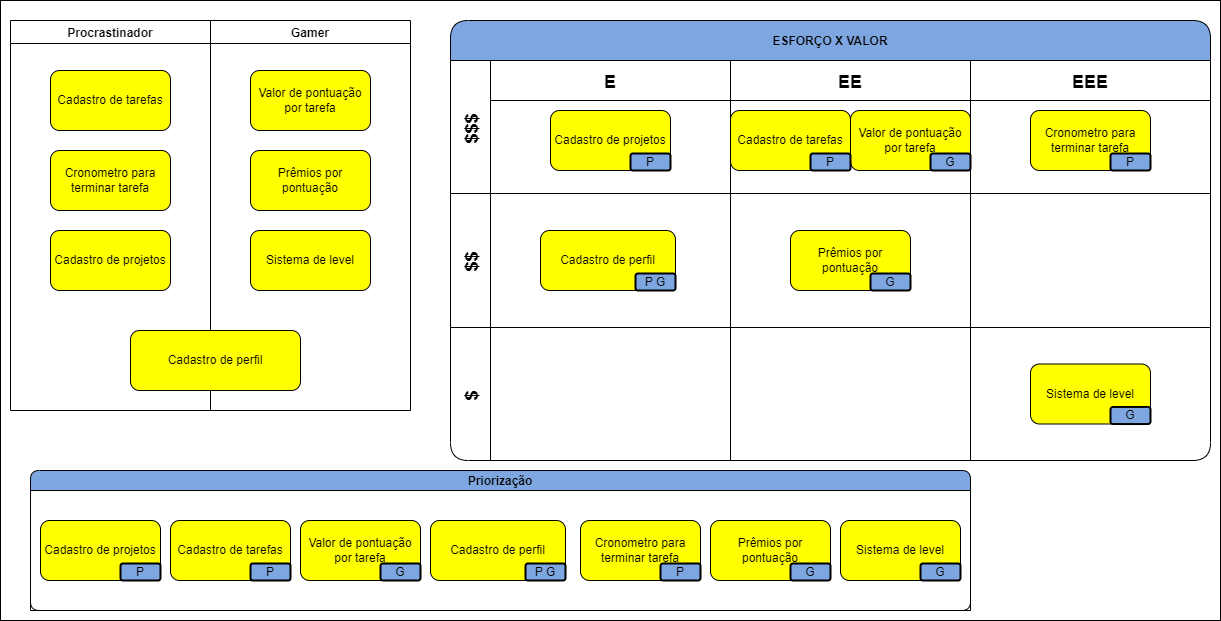 Procrastinador
Gamer
Cadastro de tarefas
Valor de pontuação
por tarefa
Cronometro para
terminar tarefa
Prêmios por
pontuação
Cadastro de projetos
Sistema de level
Cadastro de perfil
ESFORÇO X VALOR
E
EE
EEE
$$$
Cadastro de projetos
P
Cadastro de tarefas
P
Valor de pontuação
por tarefa
G
Cronometro para
terminar tarefa
P
$$
Cadastro de perfil
P G
Prêmios por
pontuação
G
$
Sistema de level
G
Priorização
Cadastro de projetos
P
Cadastro de tarefas
P
Valor de pontuação
por tarefa
G
Cadastro de perfil
P G
Cronometro para
terminar tarefa
P
Prêmios por
pontuação
G
Sistema de level
G